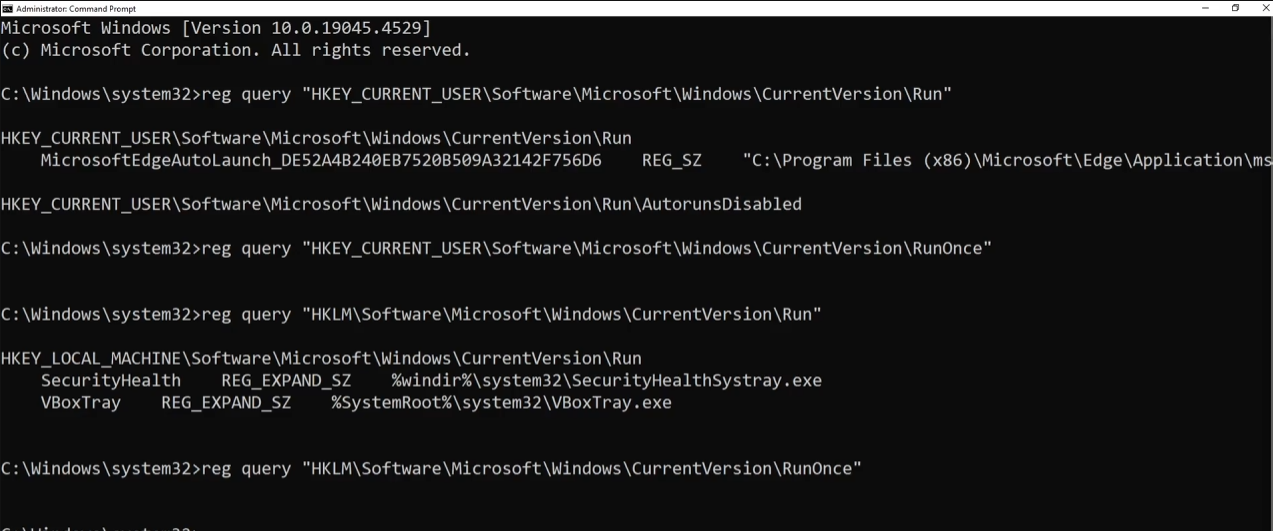 Administrator: Command Prompt
Microsoft Windows [Version 10.0.19045.4529]
(c) Microsoft Corporation. All rights reserved.
C:\Windows\system32>reg query "HKEY_CURRENT_USER\Software\Microsoft\Windows\CurrentVersion\Run"
HKEY_CURRENT_USER\Software\Microsoft\Windows\CurrentVersion\Run
MicrosoftEdgeAutoLaunch_DE52A4B240EB7520B509A32142F756D6 REG_SZ "C:\Program Files (x86)\Microsoft\Edge\Application\ms
HKEY_CURRENT_USER\Software\Microsoft\Windows\CurrentVersion\Run\AutorunsDisabled
C:\Windows\system32>reg query "HKEY_CURRENT_USER\Software\Microsoft\Windows\CurrentVersion\RunOnce"
C:\Windows\system32>reg query "HKLM\Software\Microsoft\Windows\CurrentVersion\Run"
HKEY_LOCAL_MACHINE\Software\Microsoft\Windows\CurrentVersion\Run
SecurityHealth REG_EXPAND_SZ %windir%\system32\SecurityHealthSystray.exe
VBoxTray REG_EXPAND_SZ %SystemRoot%\system32\VBoxTray.exe
C:\Windows\system32>reg query "HKLM\Software\Microsoft\Windows\CurrentVersion\RunOnce"